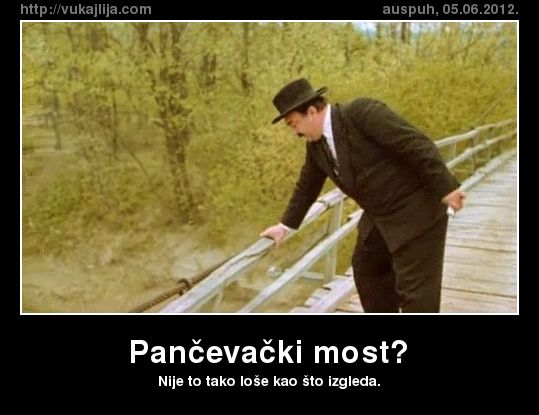 http://vukajlija.com
auspuh, 05.06.2012.
Pančevački most?
Nije to tako loše kao što izgleda.